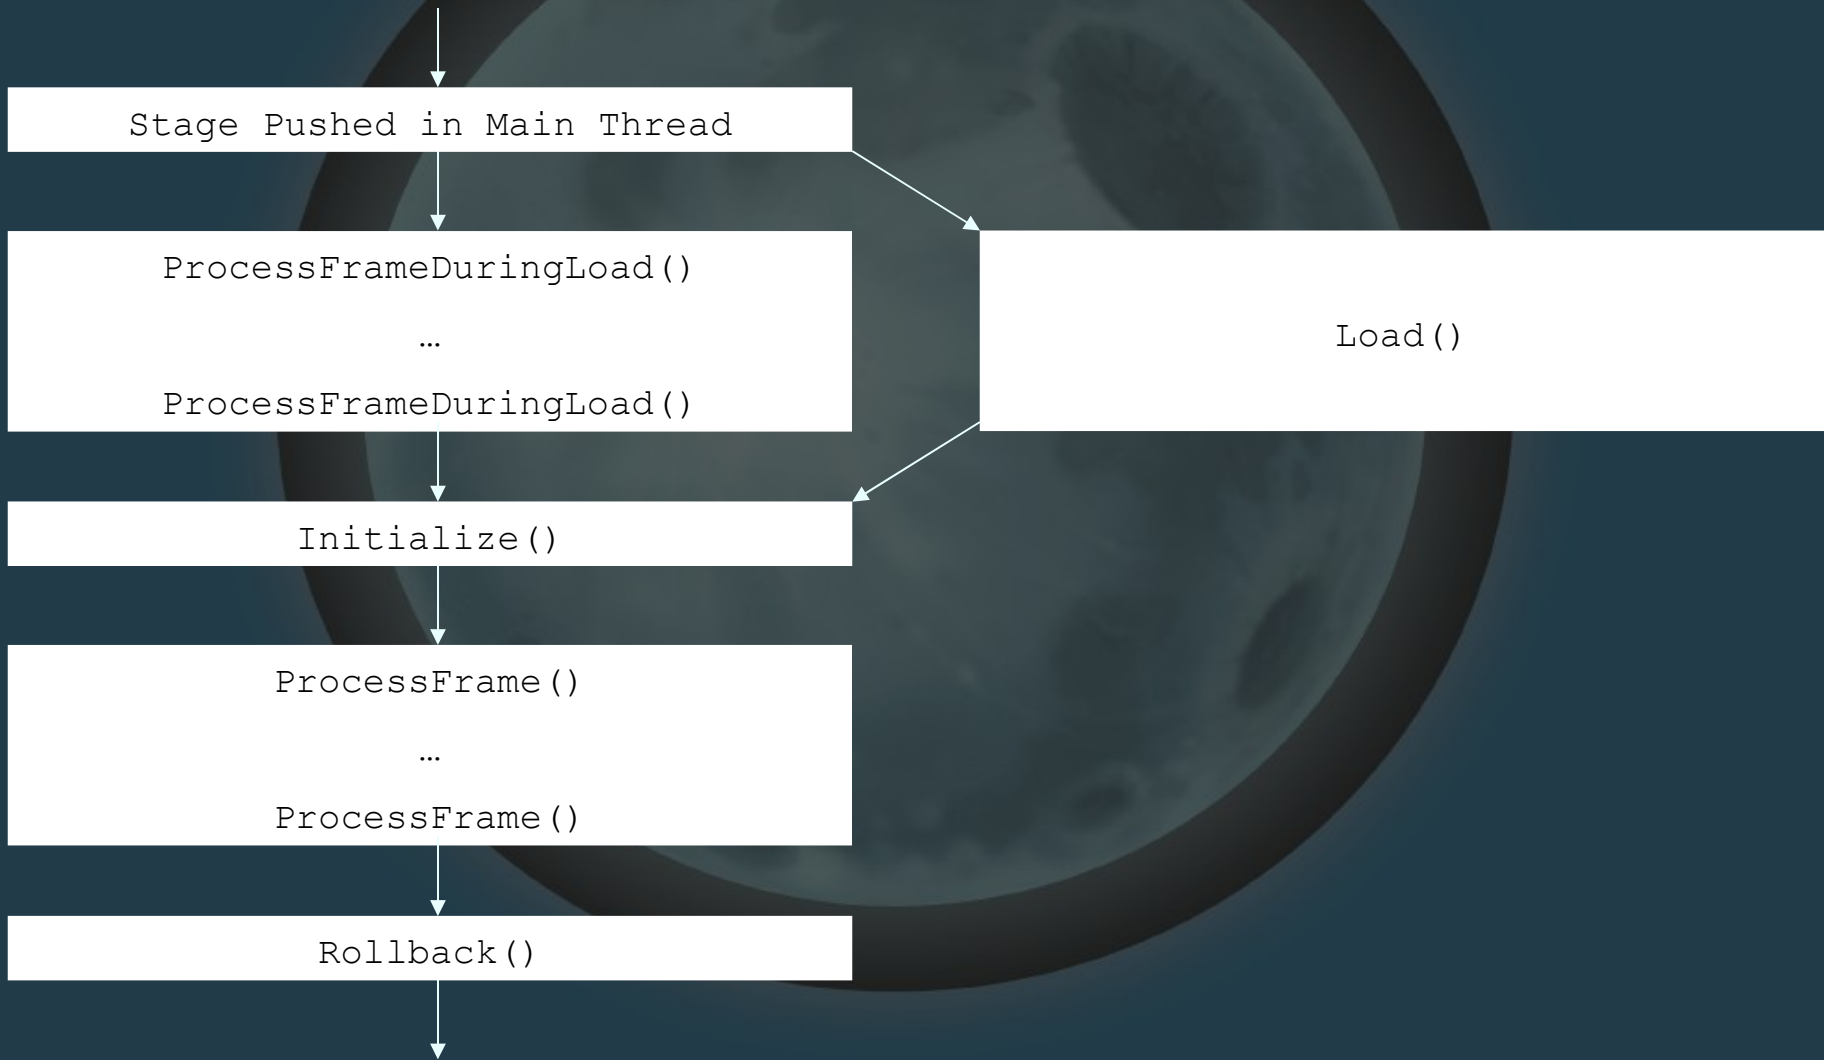 Stage Pushed in Main Thread
ProcessFrameDuringLoad()
…
ProcessFrameDuringLoad()
Load()
Initialize()
ProcessFrame()
…
ProcessFrame()
Rollback()